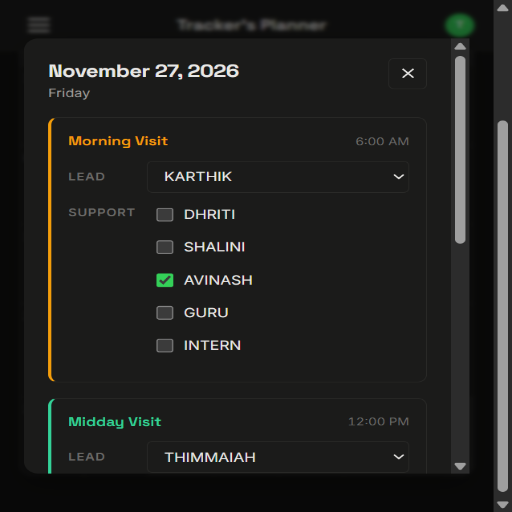 Tracker's Planner
November 27, 2026
Friday
Morning Visit 6:00 AM
LEAD KARTHIK
SUPPORT DHRITI
SHALINI
AVINASH
GURU
INTERN
Midday Visit 12:00 PM
LEAD THIMMAIAH